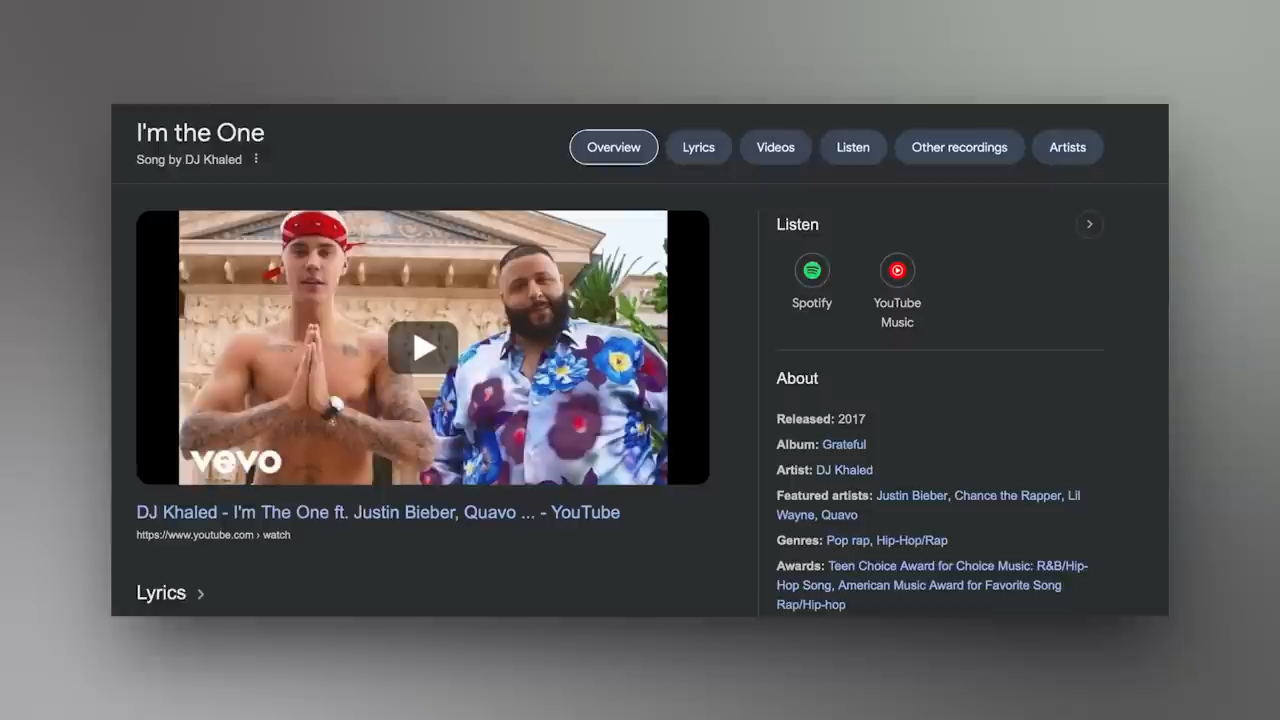 I'm the One
Song by DJ Khaled
Overview
Lyrics
Videos
Listen
Other recordings
Artists
vevo
DJ Khaled - I'm The One ft. Justin Bieber, Quavo ... - YouTube
https://www.youtube.com › watch
Lyrics
Listen
Spotify
YouTube
Music
About
Released: 2017
Album: Grateful
Artist: DJ Khaled
Featured artists: Justin Bieber, Chance the Rapper, Lil
Wayne, Quavo
Genres: Pop rap, Hip-Hop/Rap
Awards: Teen Choice Award for Choice Music: R&B/Hip-
Hop Song, American Music Award for Favorite Song
Rap/Hip-hop